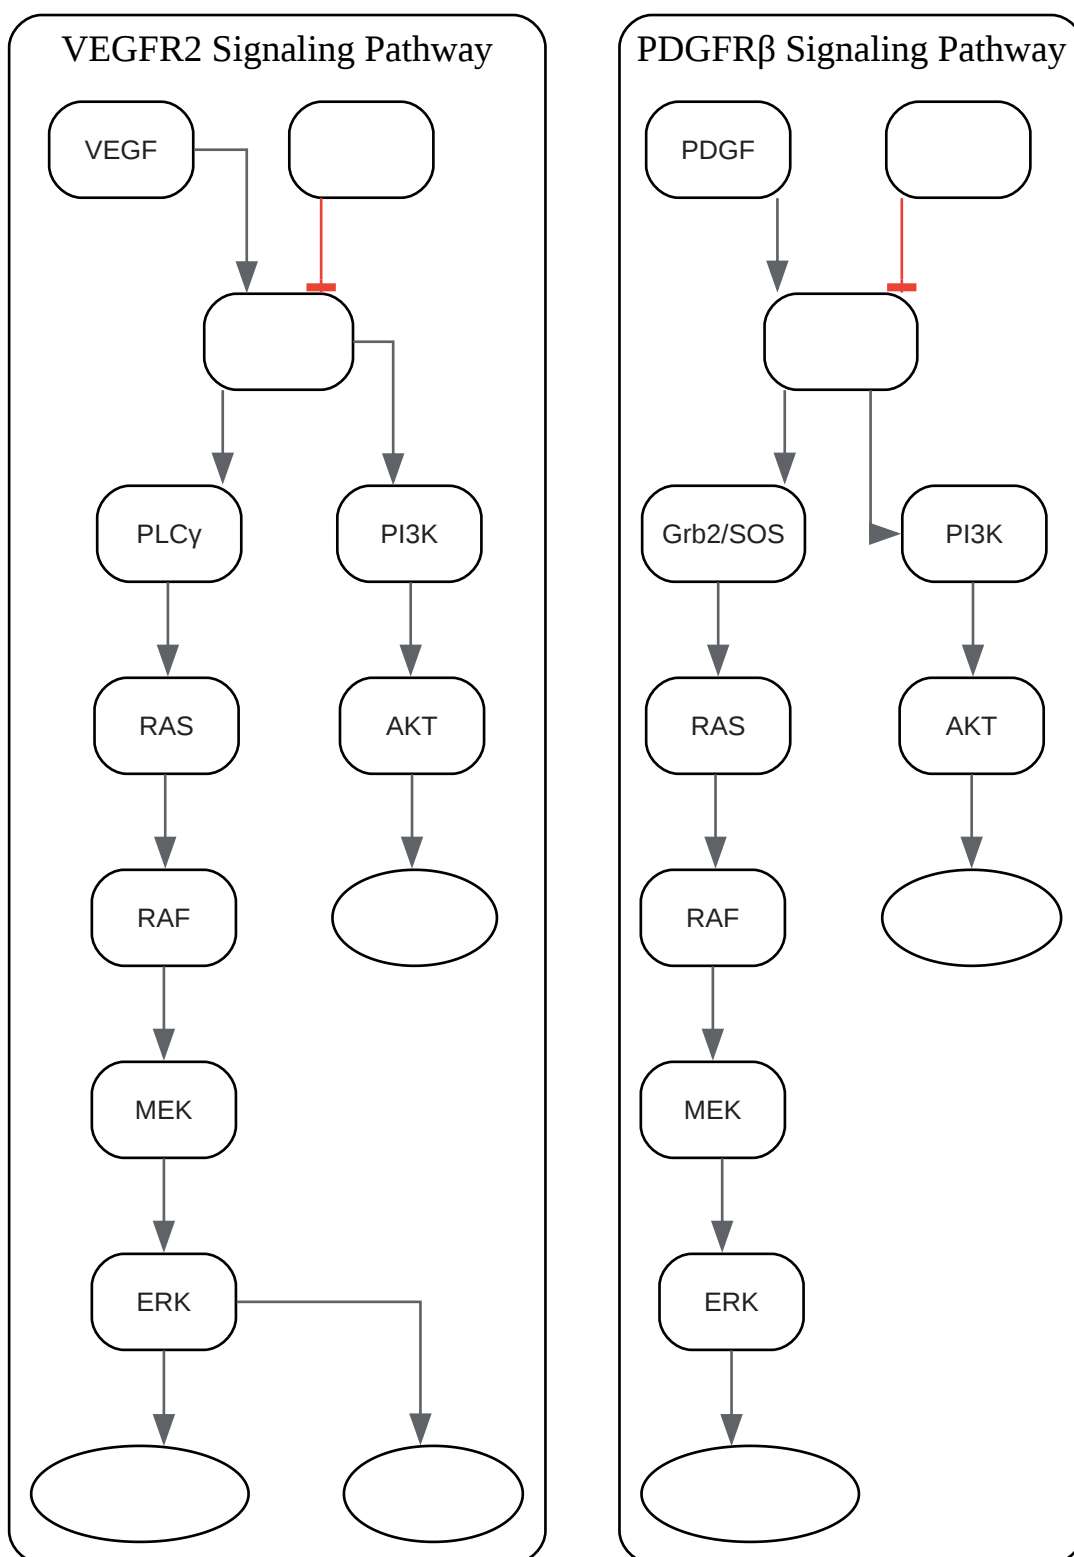 VEGFR2 Signaling Pathway
VEGF
PLCγ
PI3K
RAS
AKT
RAF
MEK
ERK
PDGFRβ Signaling Pathway
PDGF
Grb2/SOS
PI3K
RAS
AKT
RAF
MEK
ERK